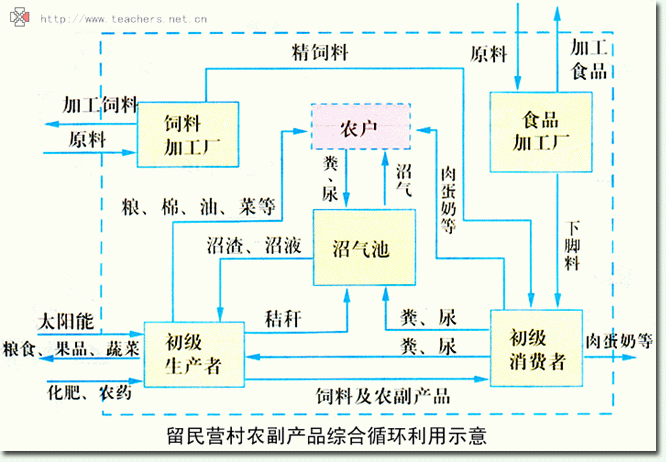 http://www.teachers.net.cn
精饲料
原料
加工
食品
加工饲料
原料
饲料
加工厂
农户
食品
加工厂
粪、尿
沼气
肉蛋奶等
粮、棉、油、菜等
下脚料
沼渣、沼液
沼气池
太阳能
秸秆
粪、尿
粮食、果品、蔬菜
初级
生产者
粪、尿
初级
消费者
肉蛋奶等
化肥、农药
饲料及农副产品
留民营村农副产品综合循环利用示意